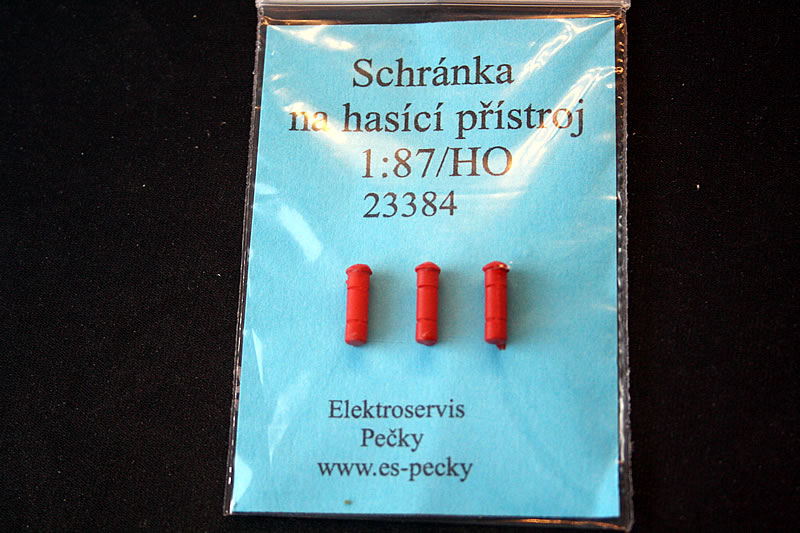 Schránka
na hasící přístroj
1:87/HO
23384
Elektroservis
Pečky
www.es-pecky